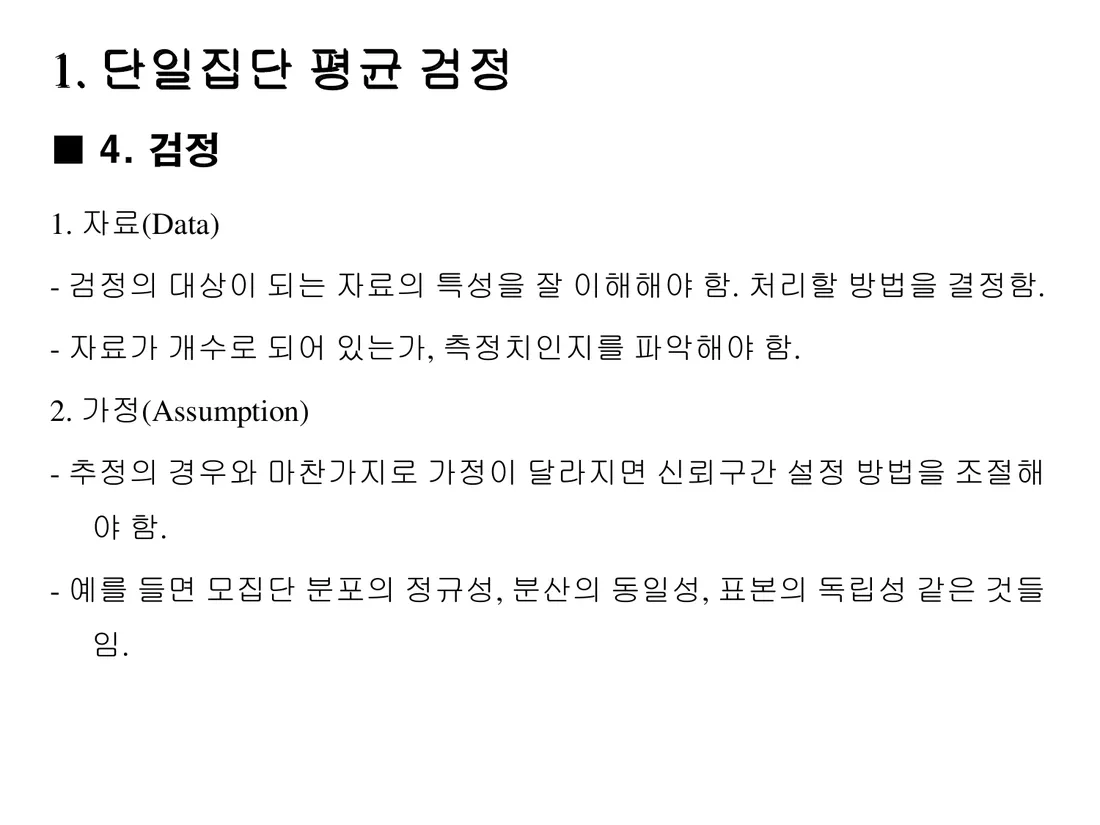 1. 단일집단 평균 검정
■ 4. 검정
1. 자료(Data)
- 검정의 대상이 되는 자료의 특성을 잘 이해해야 함. 처리할 방법을 결정함.
- 자료가 개수로 되어 있는가, 측정치인지를 파악해야 함.
2. 가정(Assumption)
- 추정의 경우와 마찬가지로 가정이 달라지면 신뢰구간 설정 방법을 조절해
야 함.
- 예를 들면 모집단 분포의 정규성, 분산의 동일성, 표본의 독립성 같은 것들
임.